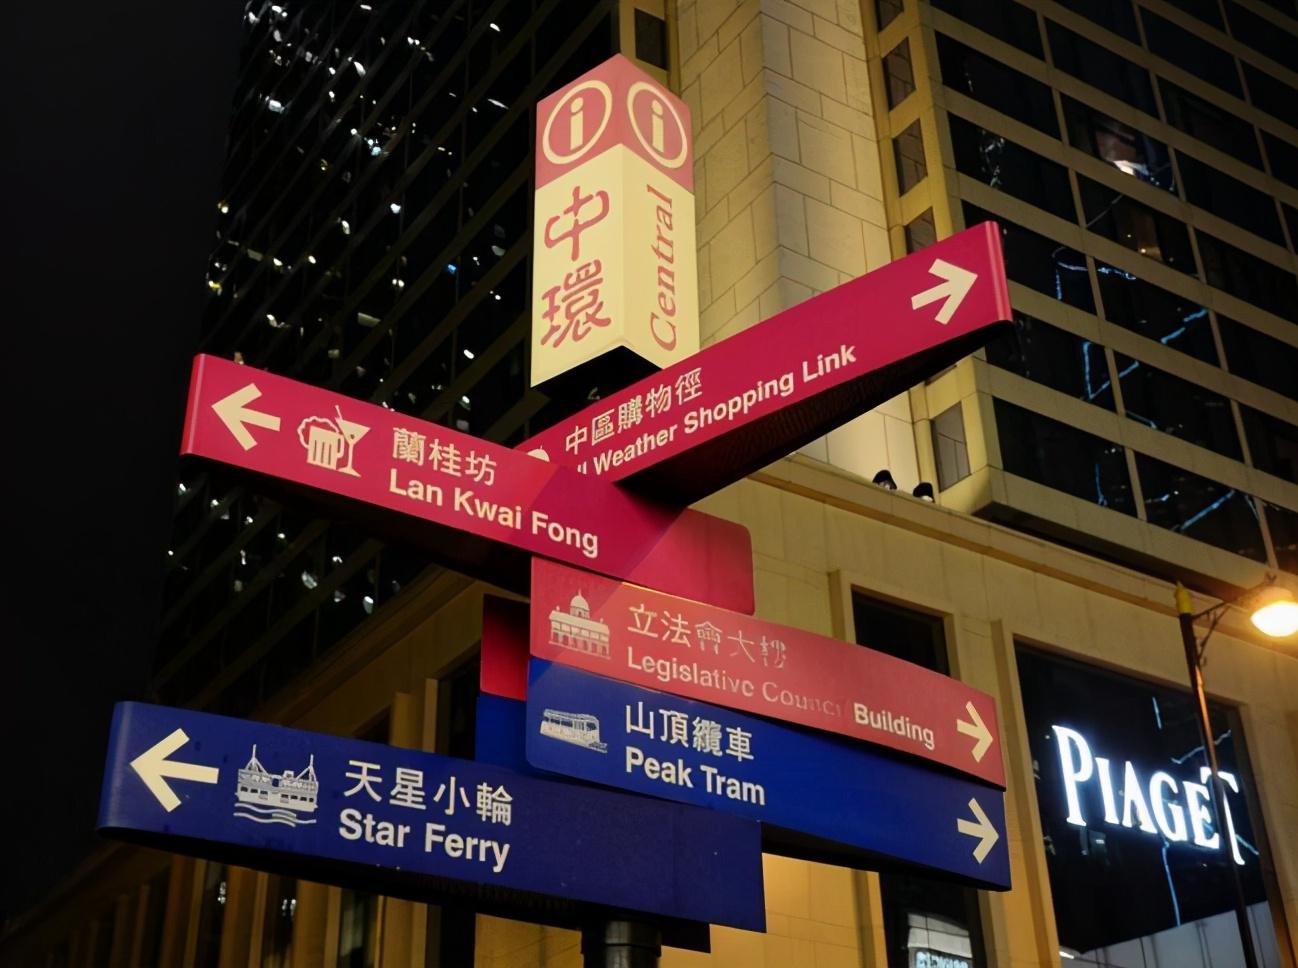 中環
Central
中區購物徑
Weather Shopping Link
蘭桂坊
Lan Kwai Fong
立法會大樓
Legislative Council Building
山頂纜車
Peak Tram
天星小輪
Star Ferry
PIAGET